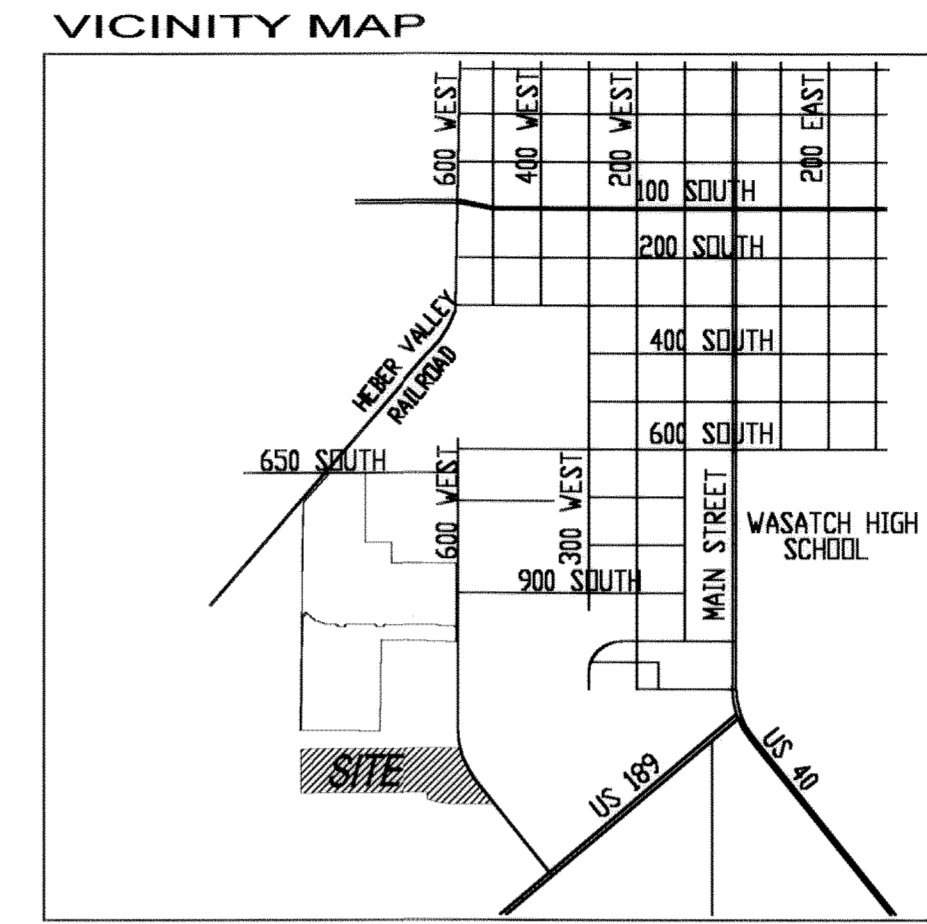 VICINITY MAP
600 WEST
400 WEST
200 WEST
200 EAST
100 SOUTH
200 SOUTH
HEBER VALLEY
RAILROAD
400 SOUTH
600 SOUTH
650 SOUTH
600 WEST
300 WEST
MAIN STREET
WASATCH HIGH
SCHOOL
900 SOUTH
SITE
US 189
US 40